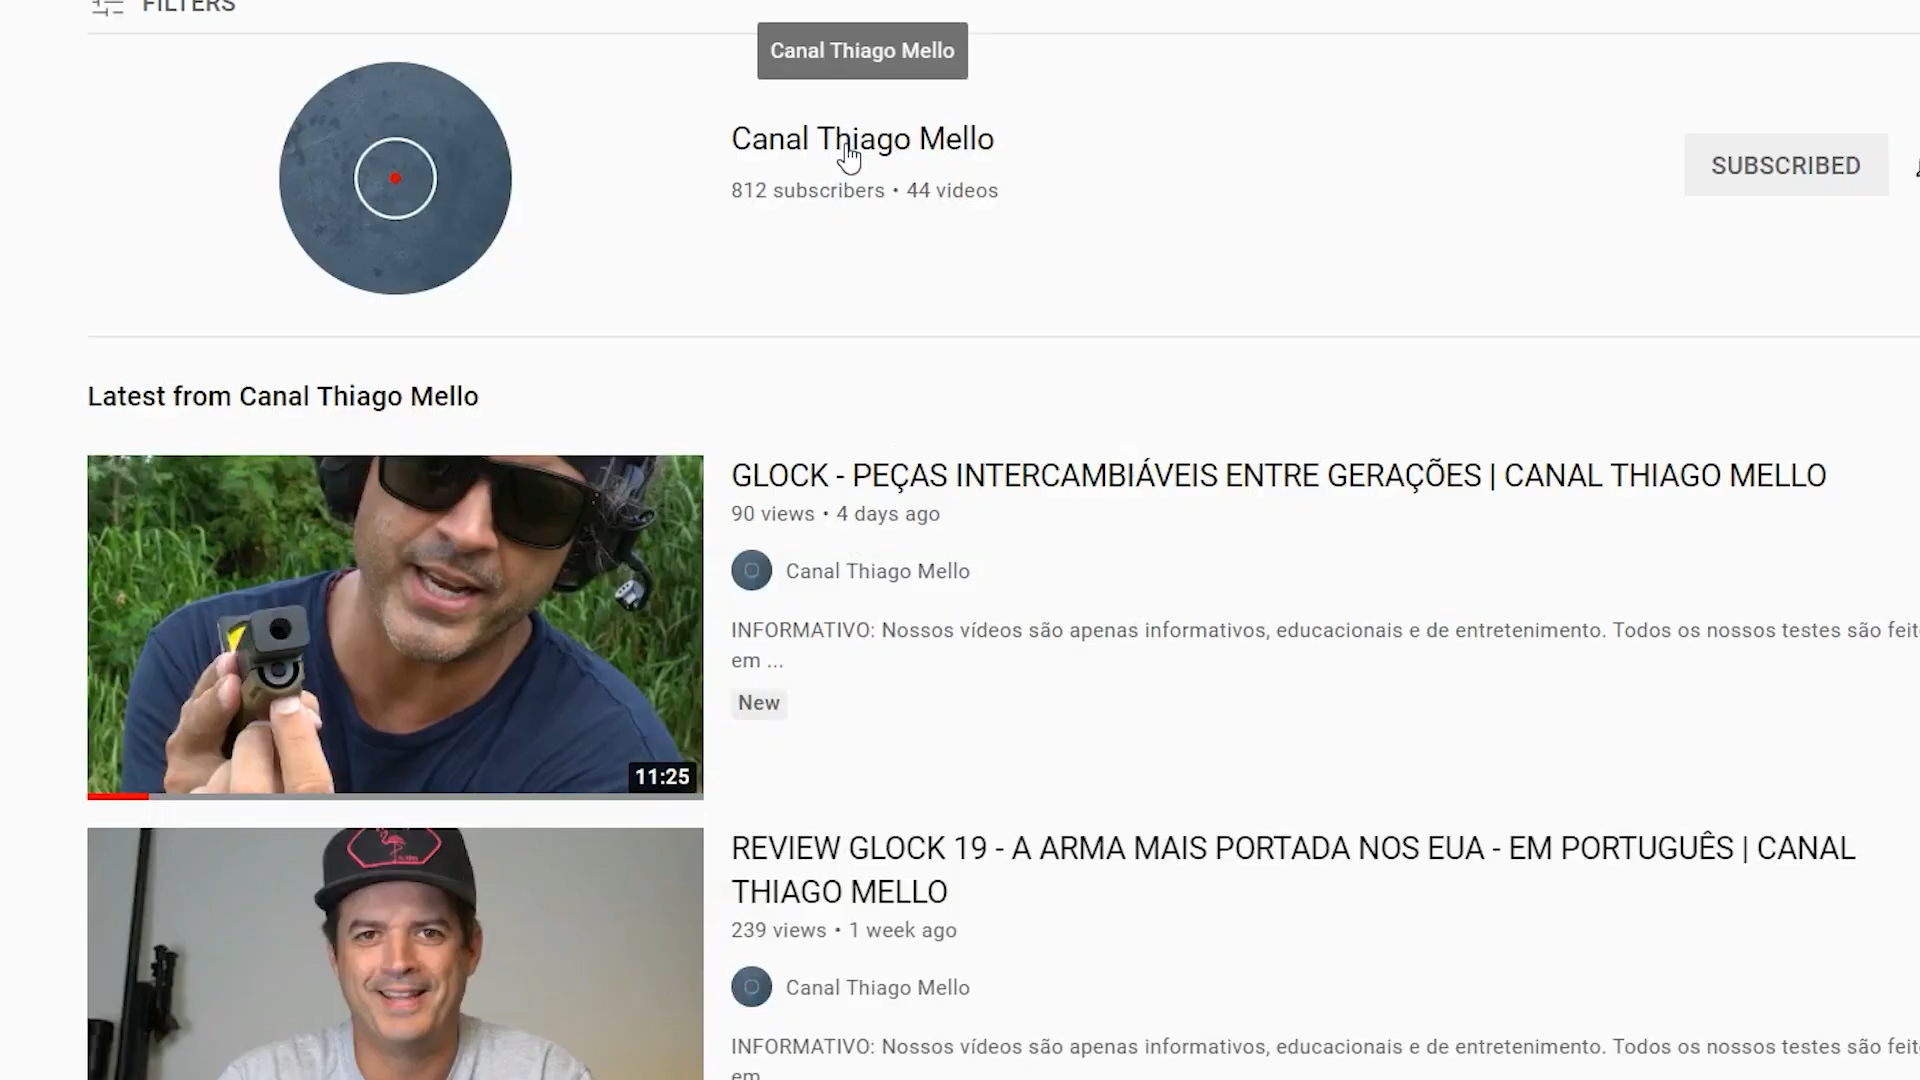 FILTERS
Canal Thiago Mello
Canal Thiago Mello
812 subscribers • 44 videos
SUBSCRIBED
Latest from Canal Thiago Mello
11:25
GLOCK - PEÇAS INTERCAMBIÁVEIS ENTRE GERAÇÕES | CANAL THIAGO MELLO
90 views • 4 days ago
Canal Thiago Mello
INFORMATIVO: Nossos vídeos são apenas informativos, educacionais e de entretenimento. Todos os nossos testes são feit
em ...
New
REVIEW GLOCK 19 - A ARMA MAIS PORTADA NOS EUA - EM PORTUGUÊS | CANAL
THIAGO MELLO
239 views • 1 week ago
Canal Thiago Mello
INFORMATIVO: Nossos vídeos são apenas informativos, educacionais e de entretenimento. Todos os nossos testes são feit
em